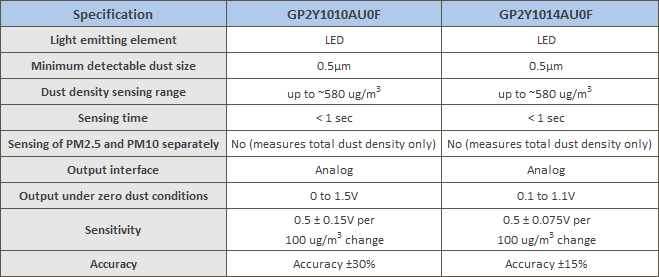 Specification GP2Y1010AU0F GP2Y1014AU0F
Light emitting element LED LED
Minimum detectable dust size 0.5μm 0.5μm
Dust density sensing range up to ~580 ug/m³ up to ~580 ug/m³
Sensing time < 1 sec < 1 sec
Sensing of PM2.5 and PM10 separately No (measures total dust density only) No (measures total dust density only)
Output interface Analog Analog
Output under zero dust conditions 0 to 1.5V 0.1 to 1.1V
Sensitivity 0.5 ± 0.15V per 0.5 ± 0.075V per
100 ug/m³ change 100 ug/m³ change
Accuracy Accuracy ±30% Accuracy ±15%